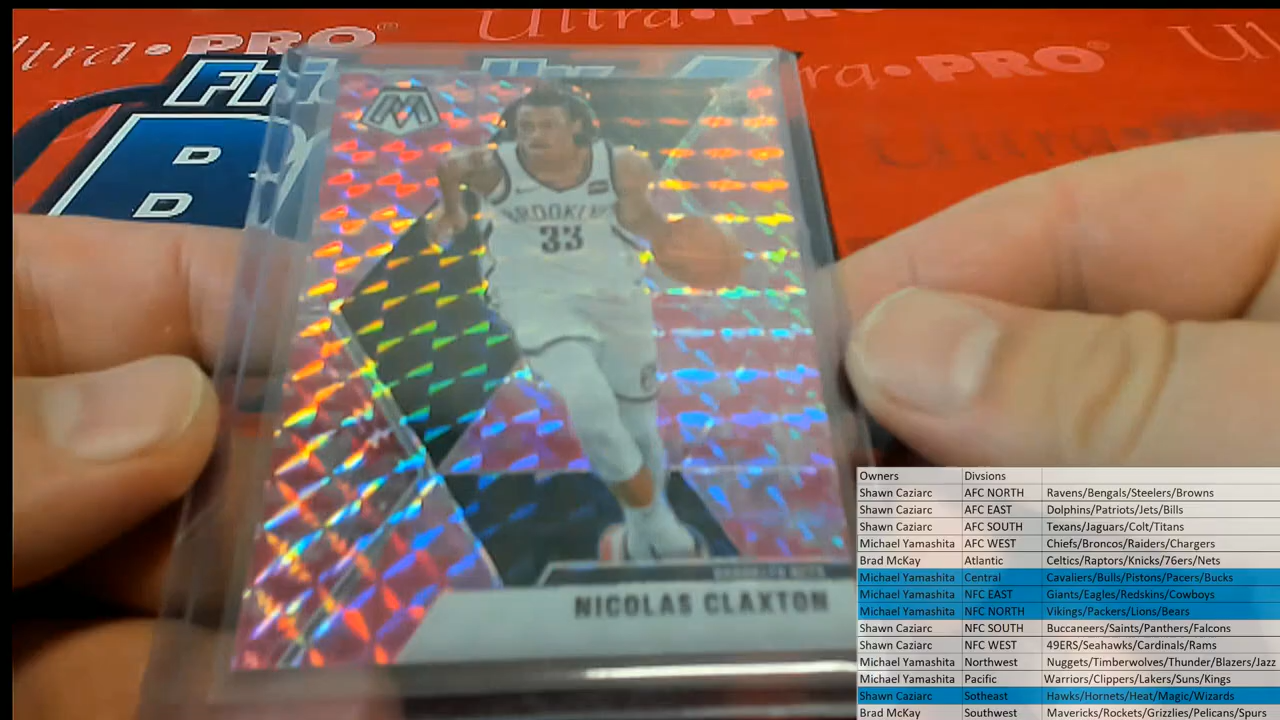 Ultra•PRO®
Ultra•PRO
BROOKLYN
33
NICOLAS CLAXTON
Owners Divsions
Shawn Caziarc AFC NORTH Ravens/Bengals/Steelers/Browns
Shawn Caziarc AFC EAST Dolphins/Patriots/Jets/Bills
Shawn Caziarc AFC SOUTH Texans/Jaguars/Colt/Titans
Michael Yamashita AFC WEST Chiefs/Broncos/Raiders/Chargers
Brad McKay Atlantic Celtics/Raptors/Knicks/76ers/Nets
Michael Yamashita Central Cavaliers/Bulls/Pistons/Pacers/Bucks
Michael Yamashita NFC EAST Giants/Eagles/Redskins/Cowboys
Michael Yamashita NFC NORTH Vikings/Packers/Lions/Bears
Shawn Caziarc NFC SOUTH Buccaneers/Saints/Panthers/Falcons
Shawn Caziarc NFC WEST 49ERS/Seahawks/Cardinals/Rams
Michael Yamashita Northwest Nuggets/Timberwolves/Thunder/Blazers/Jazz
Michael Yamashita Pacific Warriors/Clippers/Lakers/Suns/Kings
Shawn Caziarc Sotheast Hawks/Hornets/Heat/Magic/Wizards
Brad McKay Southwest Mavericks/Rockets/Grizzlies/Pelicans/Spurs